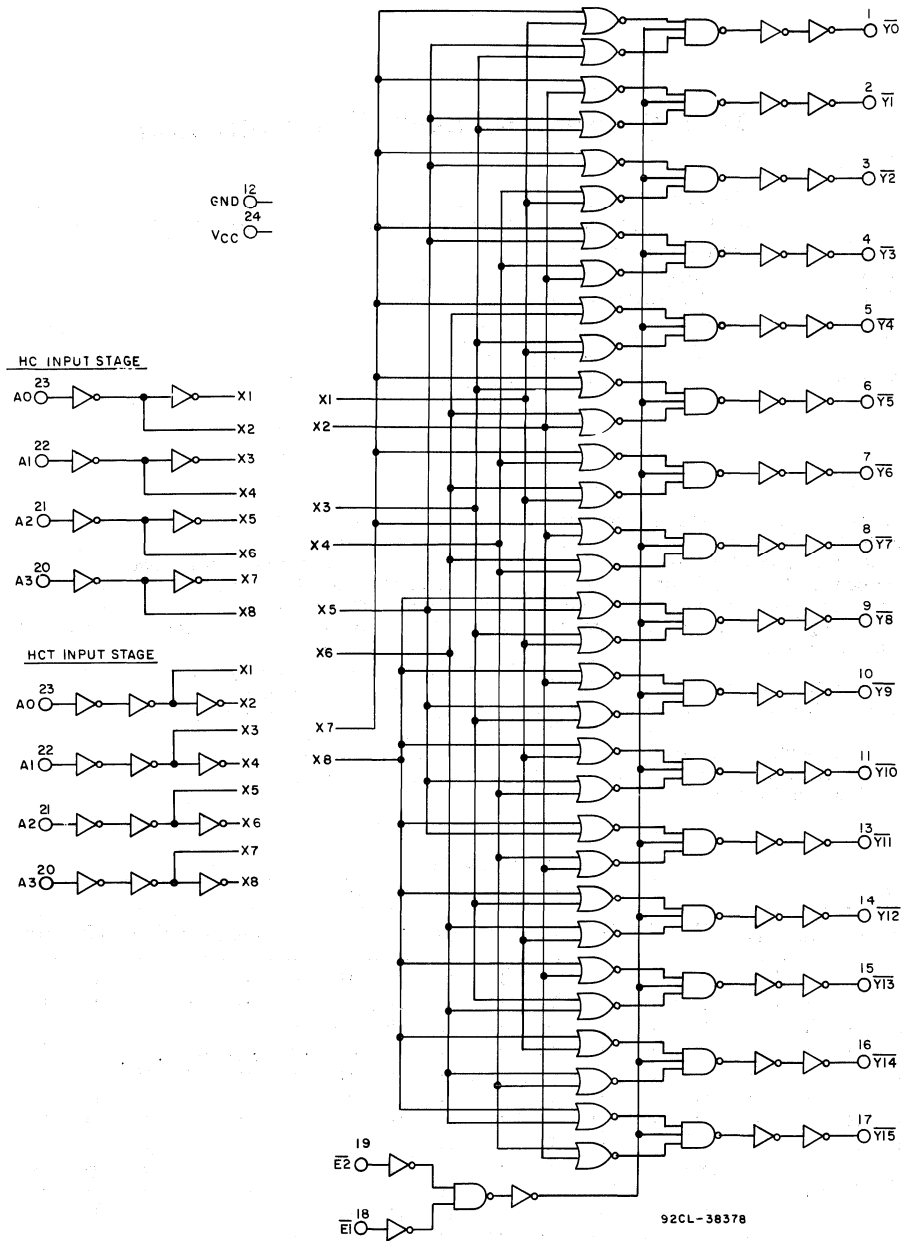 GND 12
VCC 24
HC INPUT STAGE
A0 23
X1
X2
A1 22
X3
X4
A2 21
X5
X6
A3 20
X7
X8
HCT INPUT STAGE
A0 23
X1
X2
A1 22
X3
X4
A2 21
X5
X6
A3 20
X7
X8
X1
X2
X3
X4
X5
X6
X7
X8
1 Y0
2 Y1
3 Y2
4 Y3
5 Y4
6 Y5
7 Y6
8 Y7
9 Y8
10 Y9
11 Y10
13 Y11
14 Y12
15 Y13
16 Y14
17 Y15
19 E2
18 E1
92CL-38378